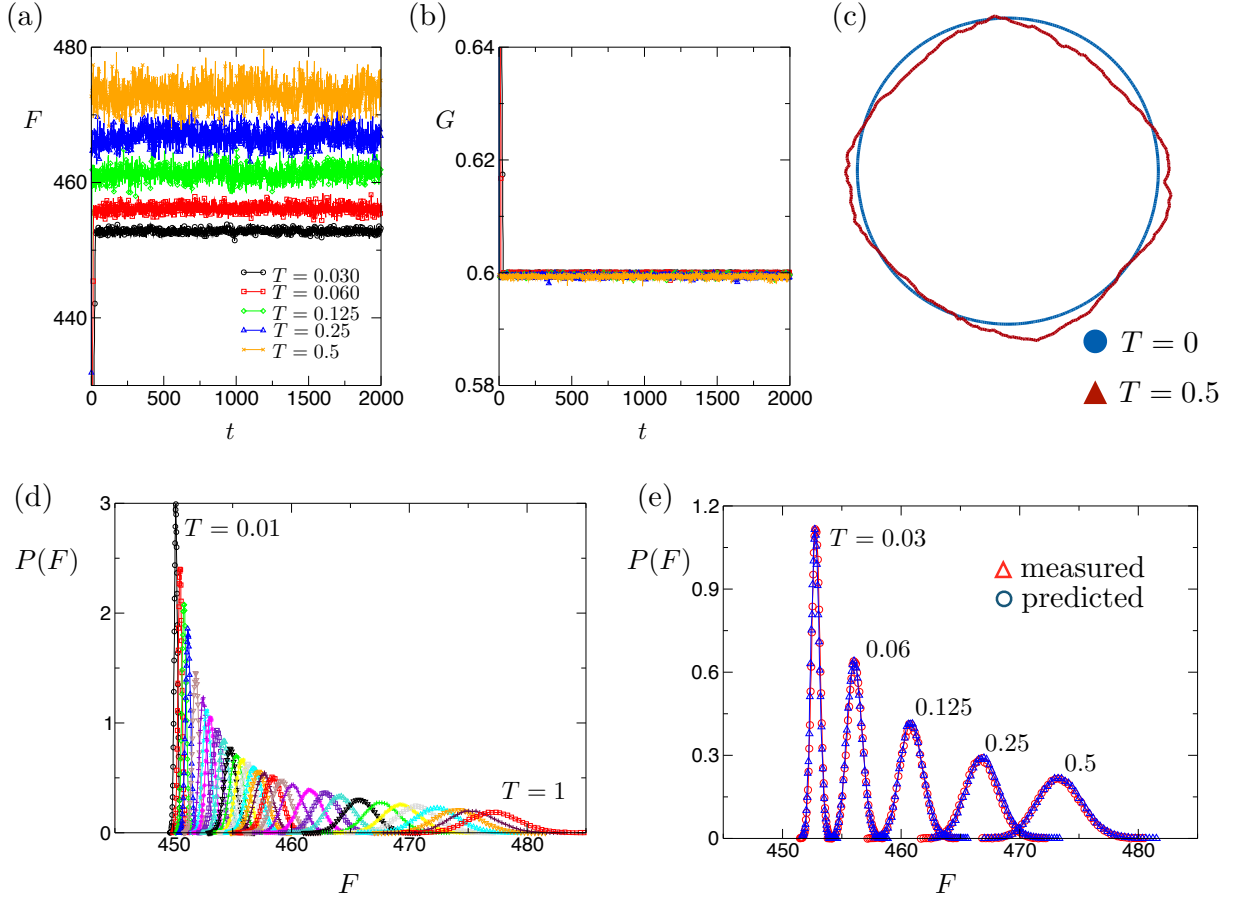 (a)
F
480
460
440
0
500
1000
1500
2000
t
T = 0.030
T = 0.060
T = 0.125
T = 0.25
T = 0.5
(b)
G
0.64
0.62
0.6
0.58
0
500
1000
1500
2000
t
(c)
T = 0
T = 0.5
(d)
P(F)
3
2
1
0
450
460
470
480
F
T = 0.01
T = 1
(e)
P(F)
1.2
0.9
0.6
0.3
0
450
460
470
480
F
T = 0.03
0.06
0.125
0.25
0.5
measured
predicted